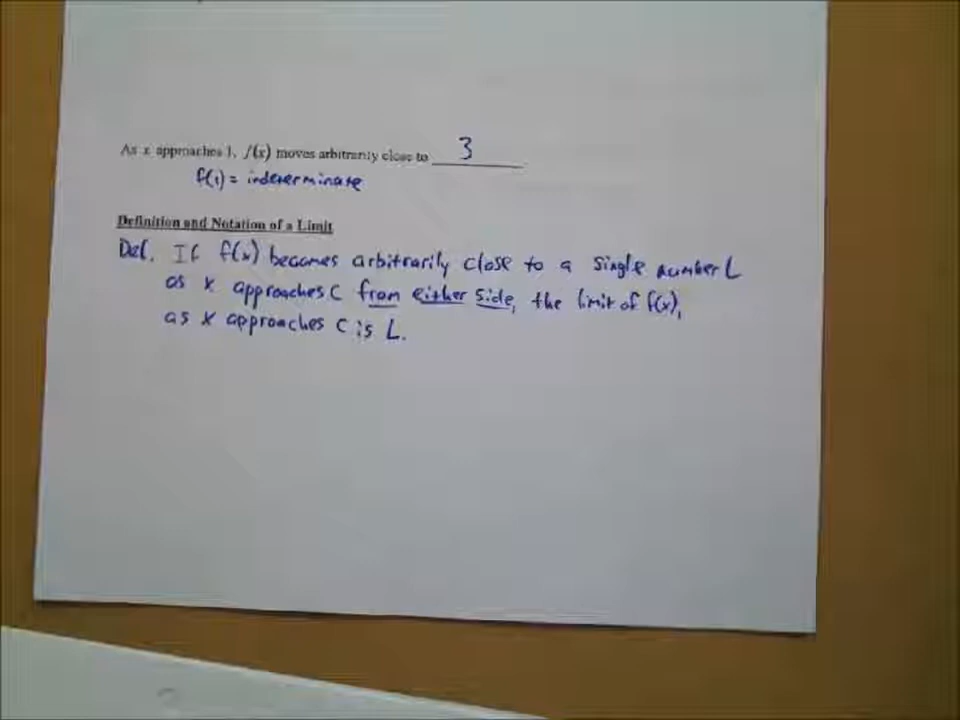 As x approaches 1, f(x) moves arbitrarily close to 3
f(1) = indeterminate
Definition and Notation of a Limit
Def. If f(x) becomes arbitrarily close to a single number L
as x approaches c from either side, the limit of f(x),
as x approaches c is L.